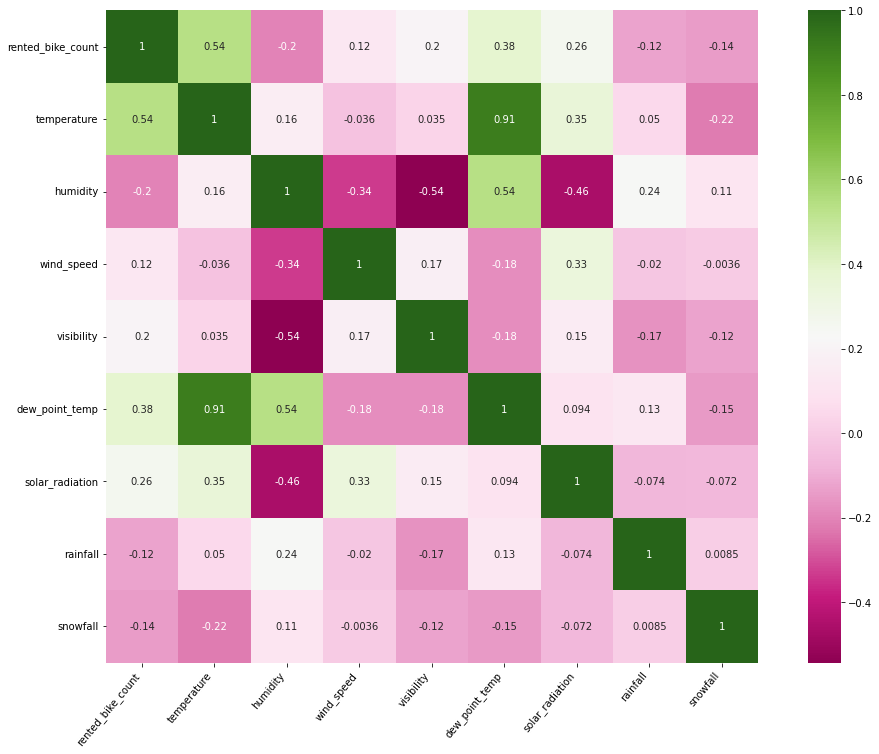 rented_bike_count 1 0.54 -0.2 0.12 0.2 0.38 0.26 -0.12 -0.14
temperature 0.54 1 0.16 -0.036 0.035 0.91 0.35 0.05 -0.22
humidity -0.2 0.16 1 -0.34 -0.54 0.54 -0.46 0.24 0.11
wind_speed 0.12 -0.036 -0.34 1 0.17 -0.18 0.33 -0.02 -0.0036
visibility 0.2 0.035 -0.54 0.17 1 -0.18 0.15 -0.17 -0.12
dew_point_temp 0.38 0.91 0.54 -0.18 -0.18 1 0.094 0.13 -0.15
solar_radiation 0.26 0.35 -0.46 0.33 0.15 0.094 1 -0.074 -0.072
rainfall -0.12 0.05 0.24 -0.02 -0.17 0.13 -0.074 1 0.0085
snowfall -0.14 -0.22 0.11 -0.0036 -0.12 -0.15 -0.072 0.0085 1
rented_bike_count temperature humidity wind_speed visibility dew_point_temp solar_radiation rainfall snowfall
1.0
0.8
0.6
0.4
0.2
0.0
−0.2
−0.4